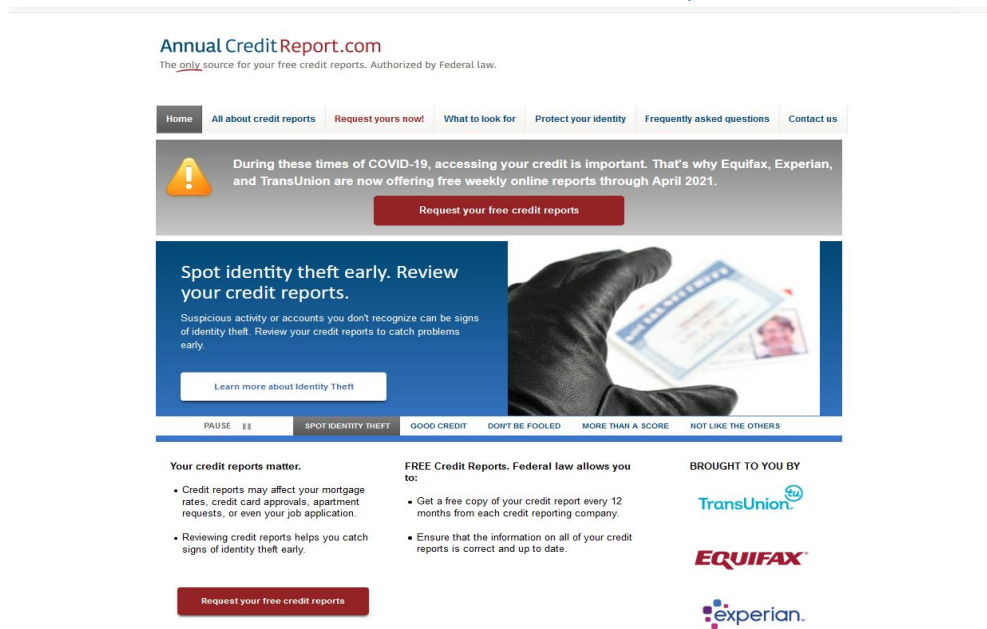 Annual Credit Report.com
The only source for your free credit reports. Authorized by Federal law.
Home All about credit reports Request yours now! What to look for Protect your identity Frequently asked questions Contact us
During these times of COVID-19, accessing your credit is important. That's why Equifax, Experian,
and TransUnion are now offering free weekly online reports through April 2021.
Request your free credit reports
Spot identity theft early. Review
your credit reports.
Suspicious activity or accounts you don't recognize can be signs
of identity theft. Review your credit reports to catch problems
early.
Learn more about Identity Theft
SOCIAL SECURITY
PAUSE SPOT IDENTITY THEFT GOOD CREDIT DON'T BE FOOLED MORE THAN A SCORE NOT LIKE THE OTHERS
Your credit reports matter.
• Credit reports may affect your mortgage
rates, credit card approvals, apartment
requests, or even your job application.
• Reviewing credit reports helps you catch
signs of identity theft early.
Request your free credit reports
FREE Credit Reports. Federal law allows you
to:
• Get a free copy of your credit report every 12
months from each credit reporting company.
• Ensure that the information on all of your credit
reports is correct and up to date.
BROUGHT TO YOU BY
TransUnion.
tu
EQUIFAX
experian.